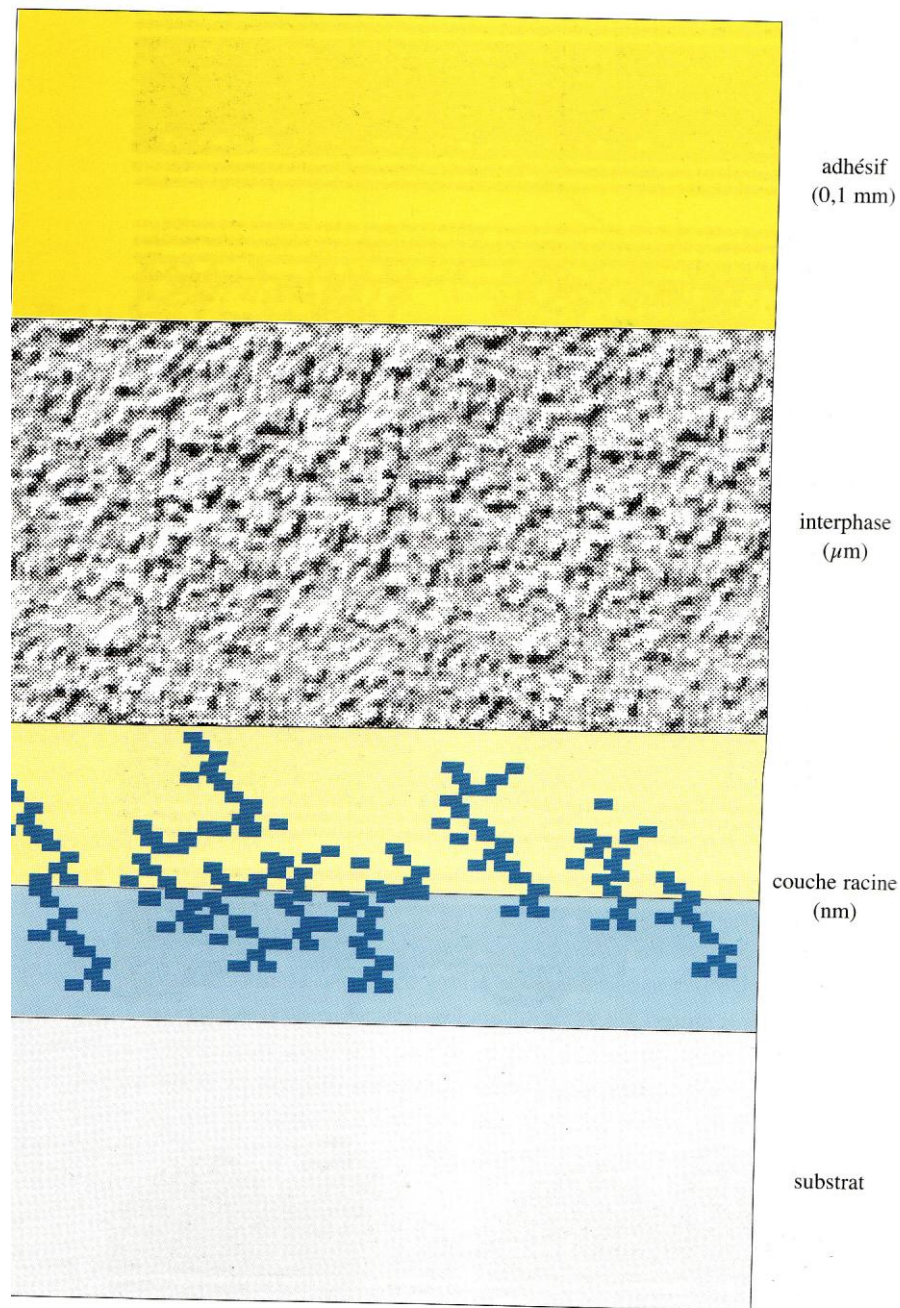 adhésif
(0,1 mm)
interphase
(µm)
couche racine
(nm)
substrat